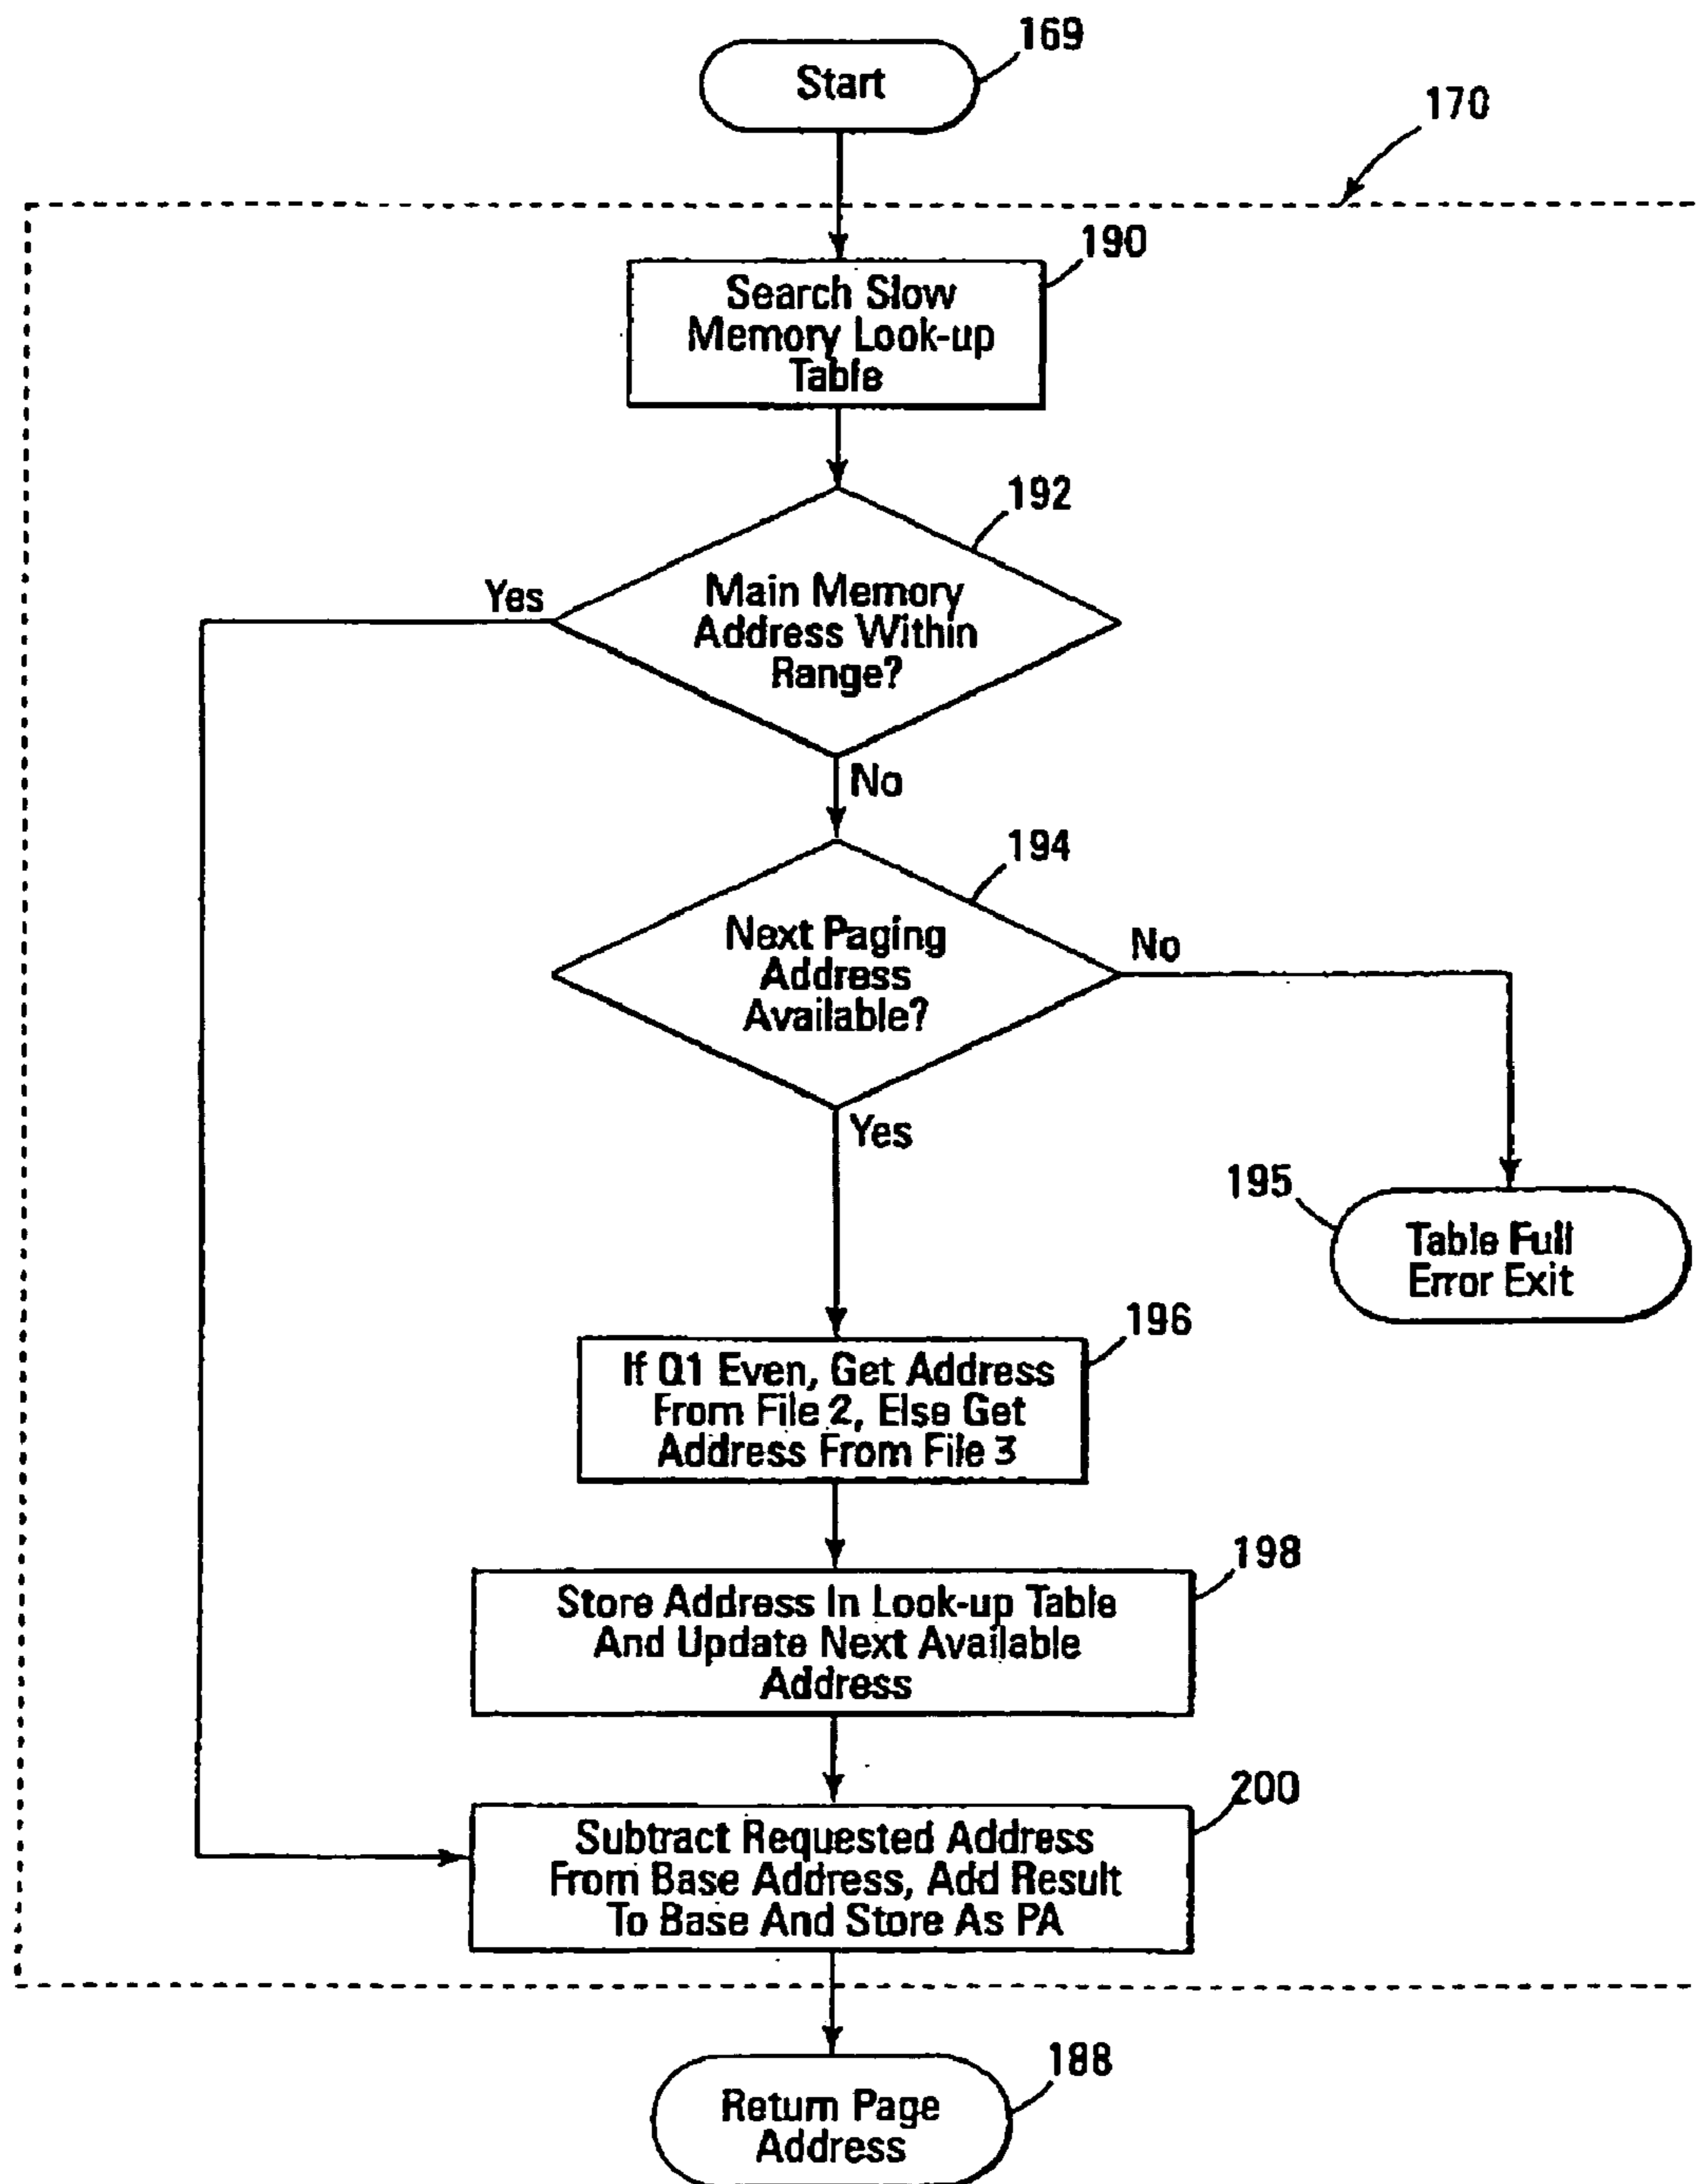 169
Start
170
190
Search Slow
Memory Look-up
Table
192
Yes
Main Memory
Address Within
Range?
No
194
Next Paging
Address
Available?
No
Yes
195
Table Full
Error Exit
196
If Q1 Even, Get Address
From File 2, Else Get
Address From File 3
198
Store Address In Look-up Table
And Update Next Available
Address
200
Subtract Requested Address
From Base Address, Add Result
To Base And Store As PA
188
Return Page
Address